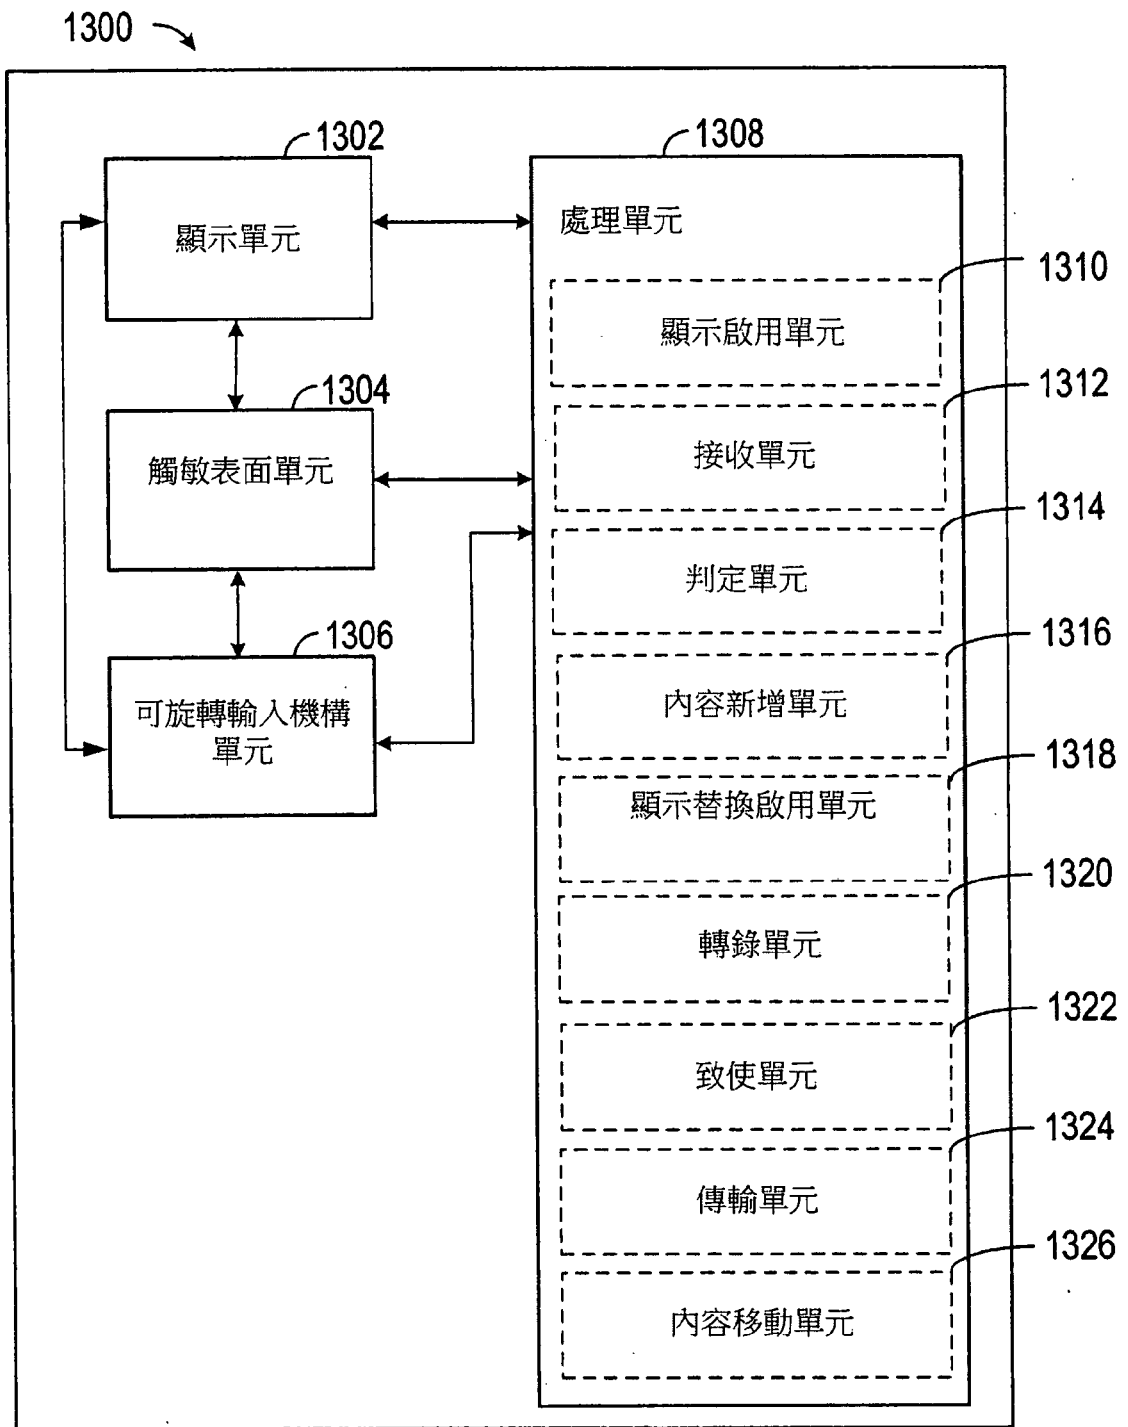 1300
1302
顯示單元
1304
觸敏表面單元
1306
可旋轉輸入機構
單元
1308
處理單元
1310
顯示啟用單元
1312
接收單元
1314
判定單元
1316
內容新增單元
1318
顯示替換啟用單元
1320
轉錄單元
1322
致使單元
1324
傳輸單元
1326
內容移動單元